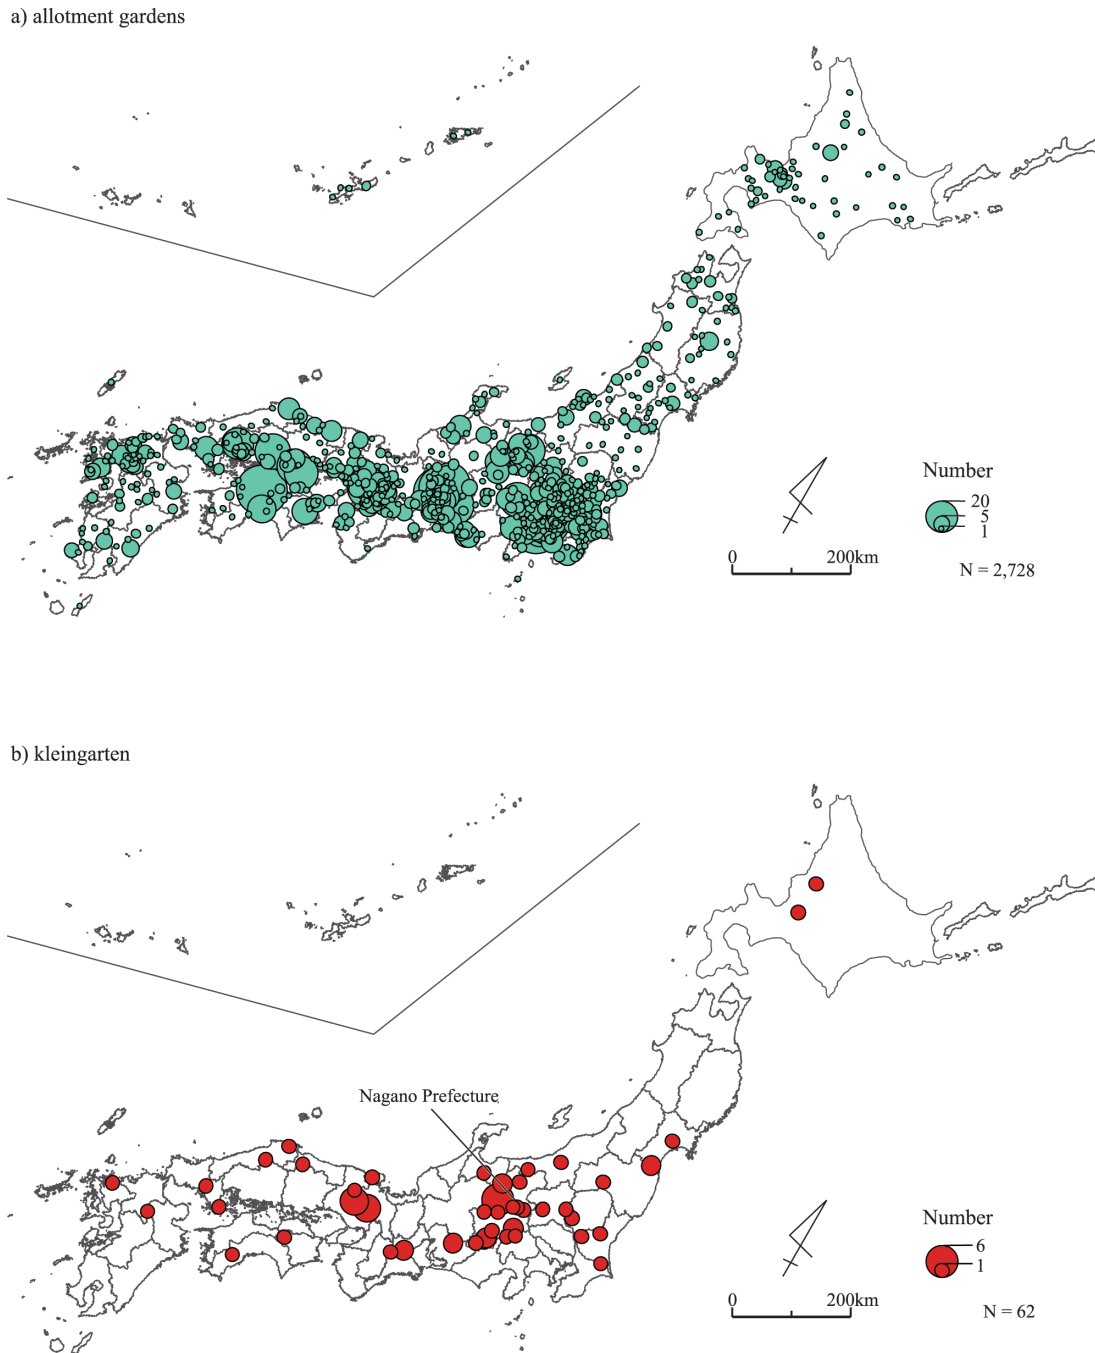 a) allotment gardens
Number
20
5
1
0 200km
N = 2,728
b) kleingarten
Nagano Prefecture
Number
6
1
0 200km
N = 62